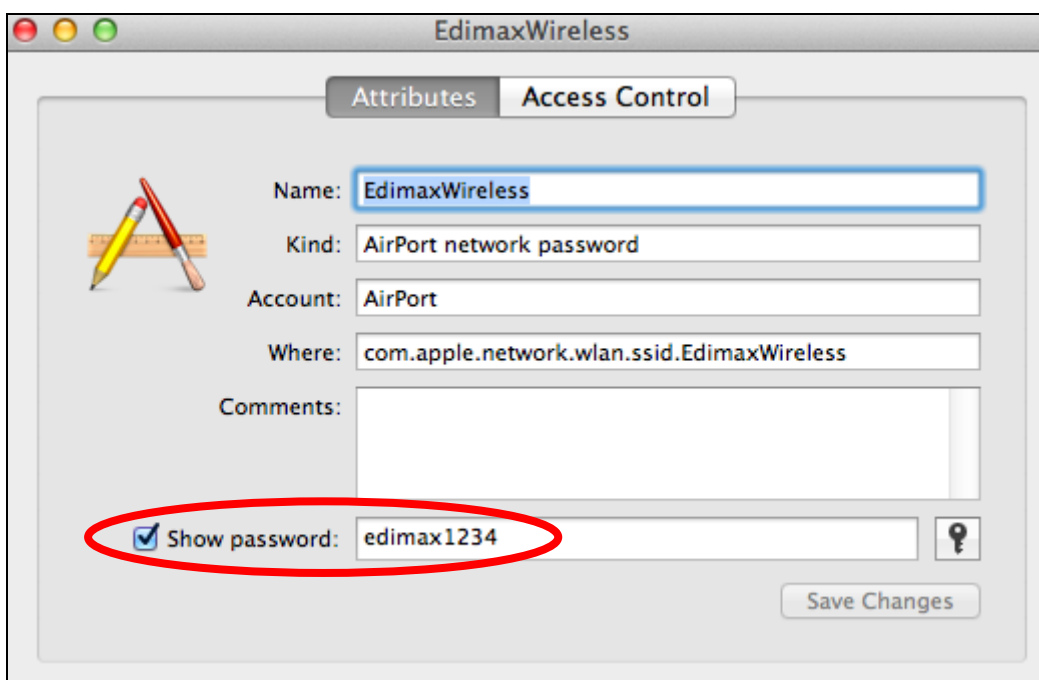 EdimaxWireless
Attributes Access Control
Name: EdimaxWireless
Kind: AirPort network password
Account: AirPort
Where: com.apple.network.wlan.ssid.EdimaxWireless
Comments:
Show password: edimax1234
Save Changes